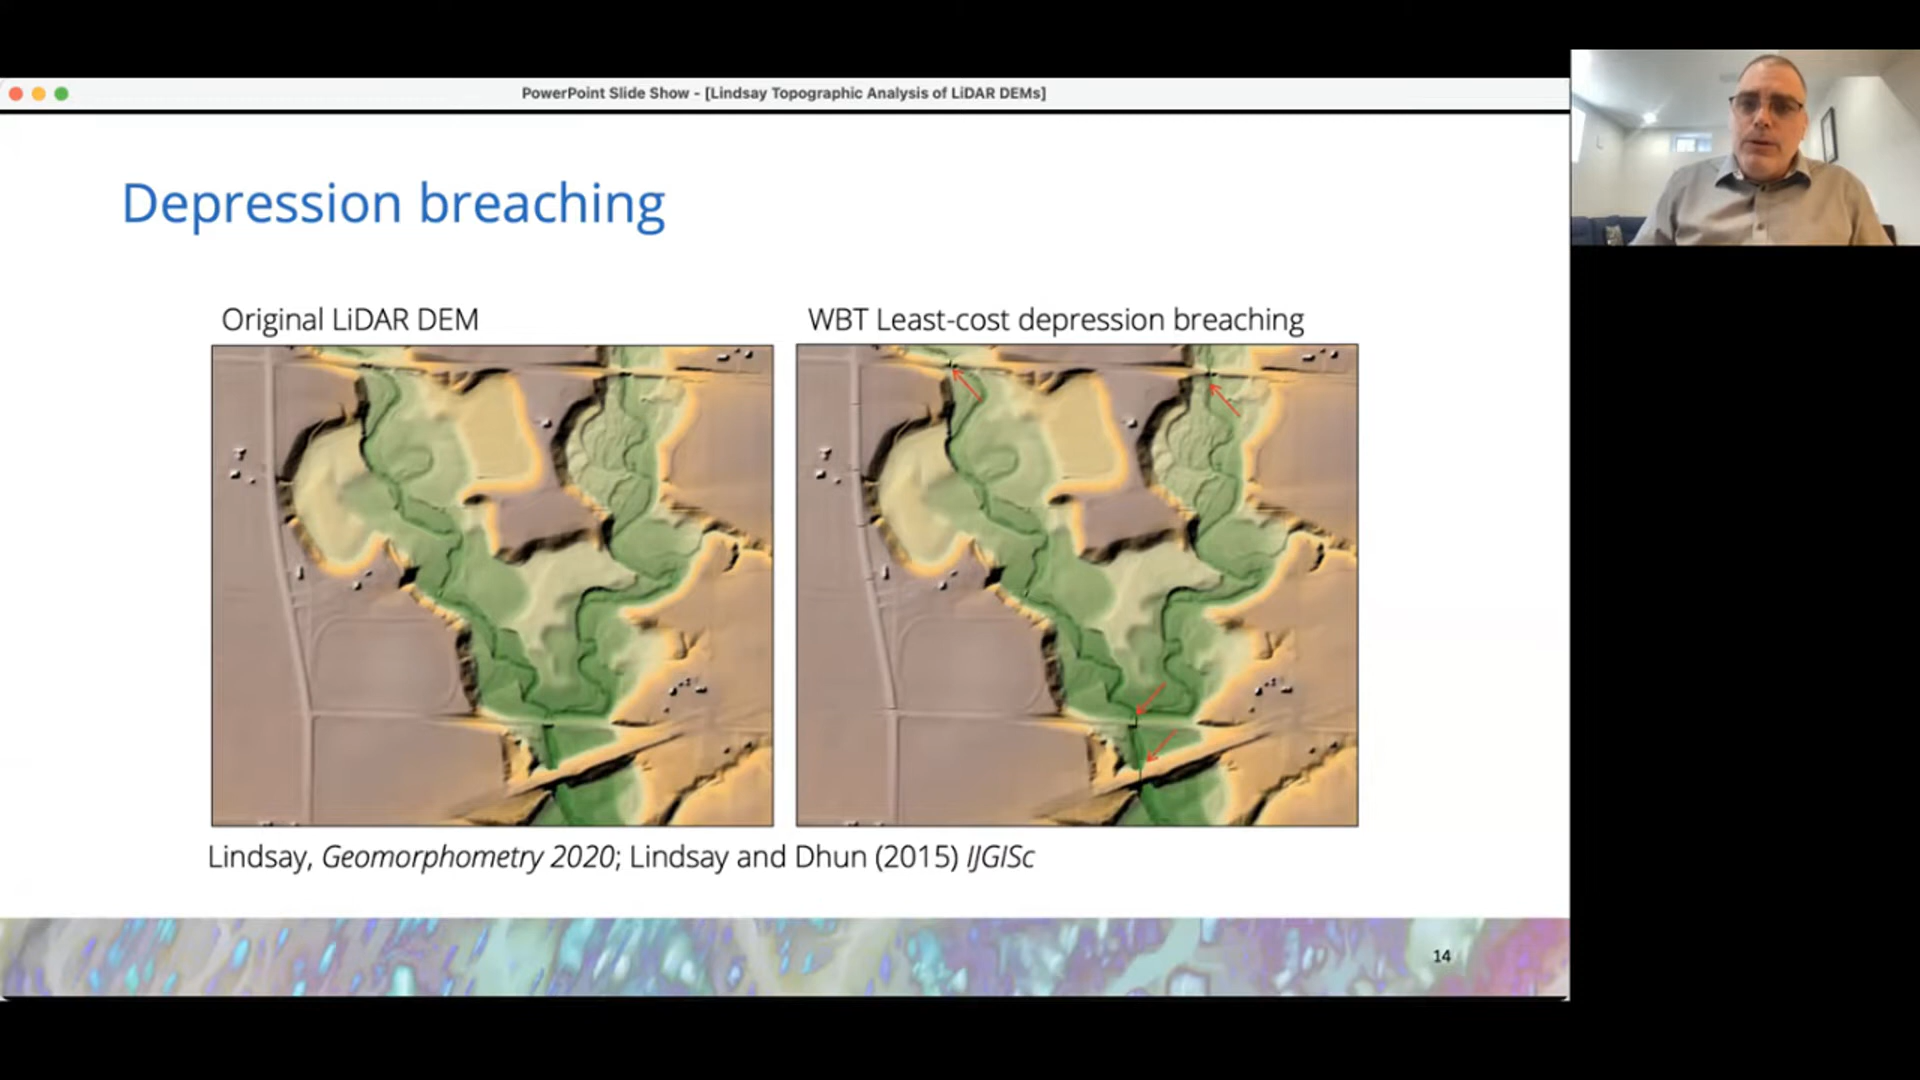 PowerPoint Slide Show - [Lindsay Topographic Analysis of LiDAR DEMs]
Depression breaching
Original LiDAR DEM
WBT Least-cost depression breaching
Lindsay, Geomorphometry 2020; Lindsay and Dhun (2015) IJGISc
14